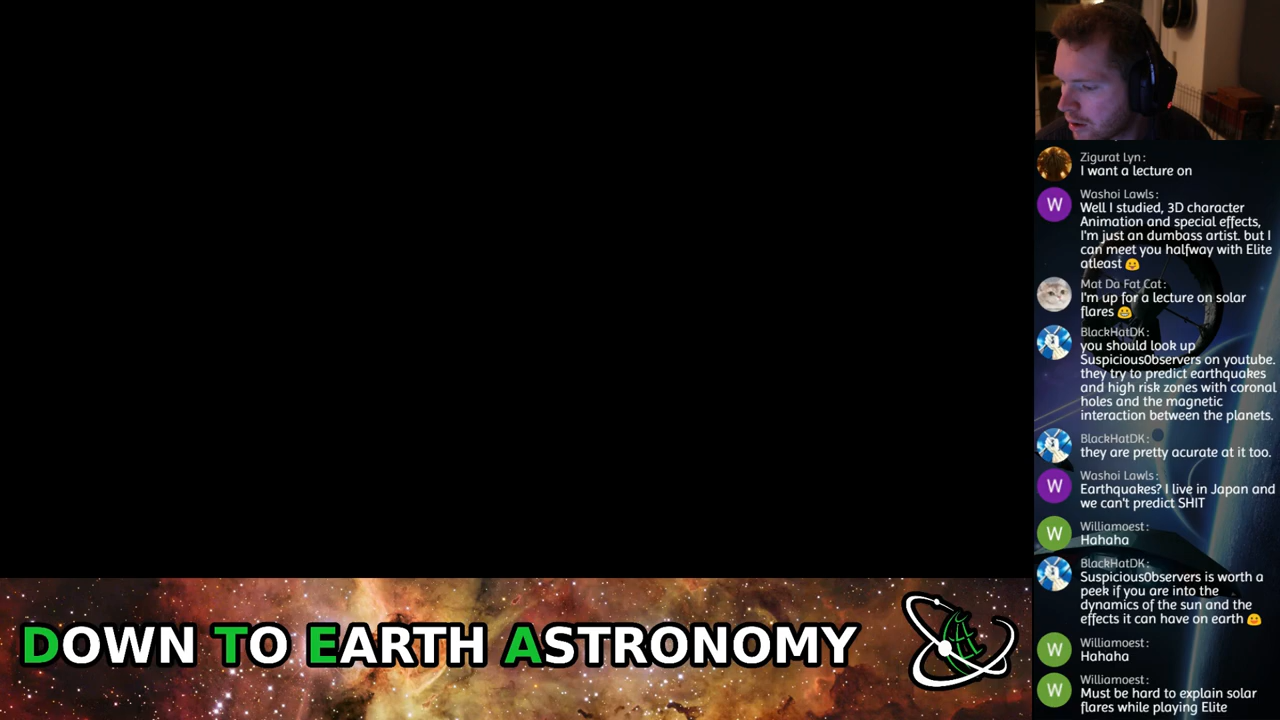 Zigurat Lyn:
I want a lecture on
W
Washoi Lawls:
Well I studied, 3D character
Animation and special effects,
I'm just an dumbass artist. but I
can meet you halfway with Elite
atleast
Mat Da Fat Cat:
I'm up for a lecture on solar
flares
BlackHatDK:
you should look up
Suspicious0bservers on youtube.
they try to predict earthquakes
and high risk zones with coronal
holes and the magnetic
interaction between the planets.
BlackHatDK:
they are pretty acurate at it too.
W
Washoi Lawls:
Earthquakes? I live in Japan and
we can't predict SHIT
W
Williamoest:
Hahaha
BlackHatDK:
Suspicious0bservers is worth a
peek if you are into the
dynamics of the sun and the
effects it can have on earth
W
Williamoest:
Hahaha
W
Williamoest:
Must be hard to explain solar
flares while playing Elite
DOWN TO EARTH ASTRONOMY